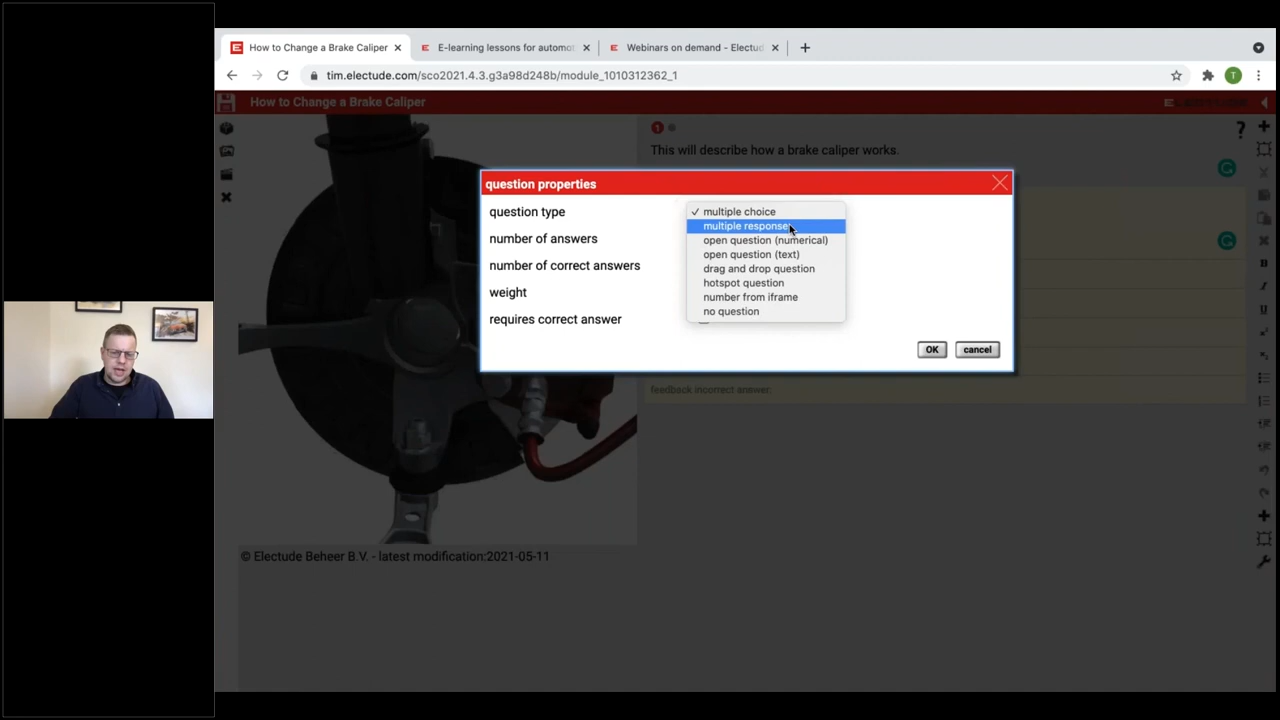 How to Change a Brake Caliper
E-learning lessons for automot
Webinars on demand - Electud
T
tim.electude.com/sco2021.4.3.g3a98d248b/module_1010312362_1
How to Change a Brake Caliper
1
?
This will describe how a brake caliper works.
question properties
question type
multiple choice
multiple response
number of answers
open question (numerical)
open question (text)
number of correct answers
drag and drop question
hotspot question
weight
number from iframe
no question
requires correct answer
OK
cancel
feedback incorrect answer.
© Electude Beheer B.V. - latest modification:2021-05-11